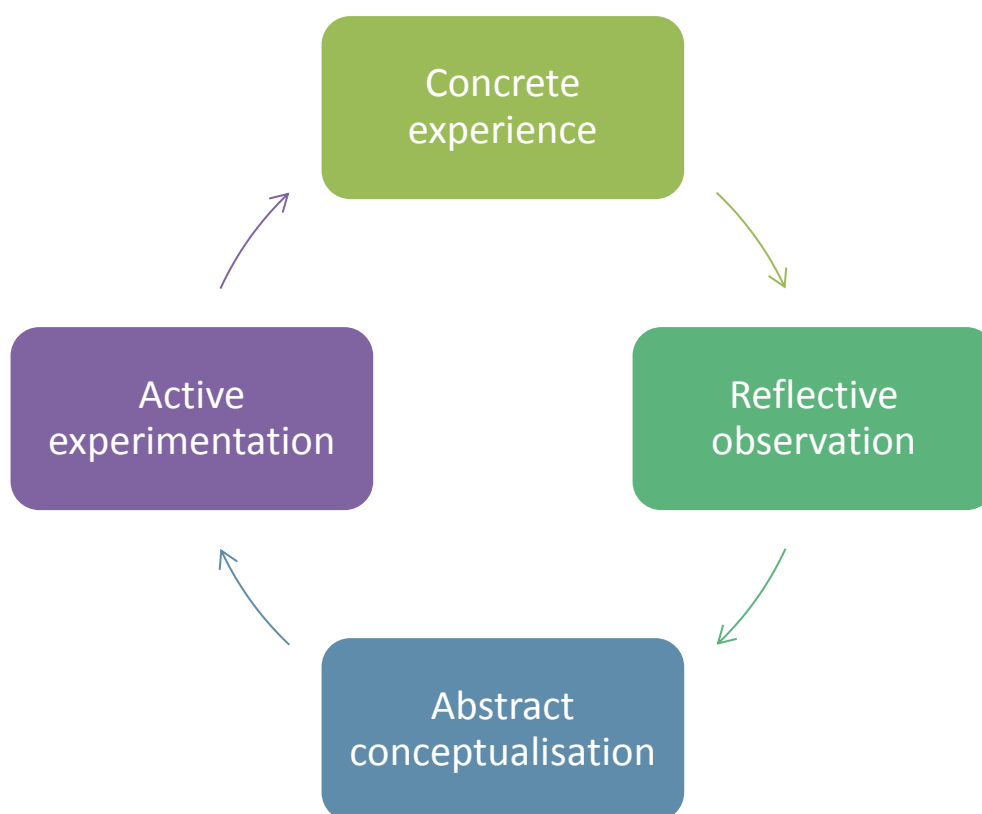 Concrete
experience
Reflective
observation
Abstract
conceptualisation
Active
experimentation